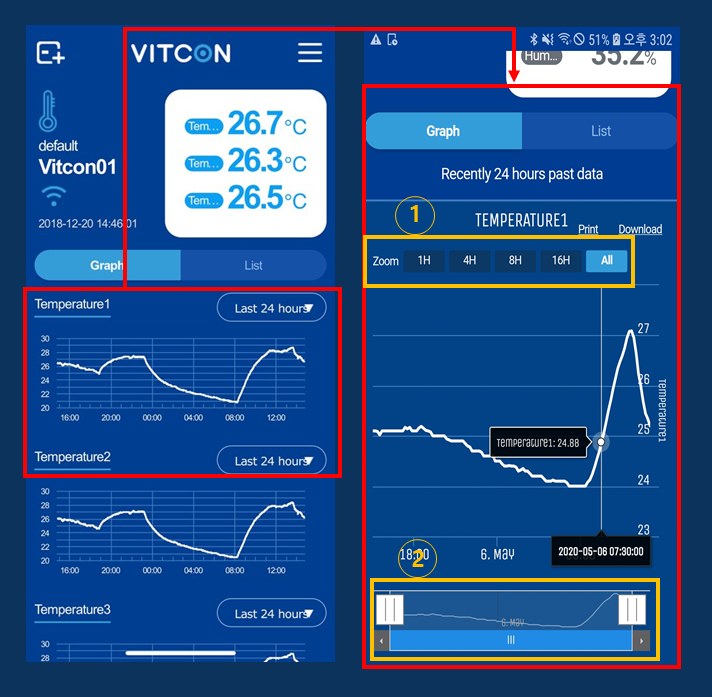 VITCON
default
Vitcon01
2018-12-20 14:46:01
Tem... 26.7°C
Tem... 26.3°C
Tem... 26.5°C
Graph List
Temperature1 Last 24 hours
30
28
26
24
22
20
16:00 20:00 00:00 04:00 08:00 12:00
Temperature2 Last 24 hours
30
28
26
24
22
20
16:00 20:00 00:00 04:00 08:00 12:00
Temperature3 Last 24 hours
30
28
51% 오후 3:02
Hum... 35.2%
Graph List
Recently 24 hours past data
1
TEMPERATURE1
Print Download
Zoom 1H 4H 8H 16H All
27
26
25
24
23
Temperature1
Temperature1: 24.88
18:00 6. May
2020-05-06 07:30:00
2
6. May